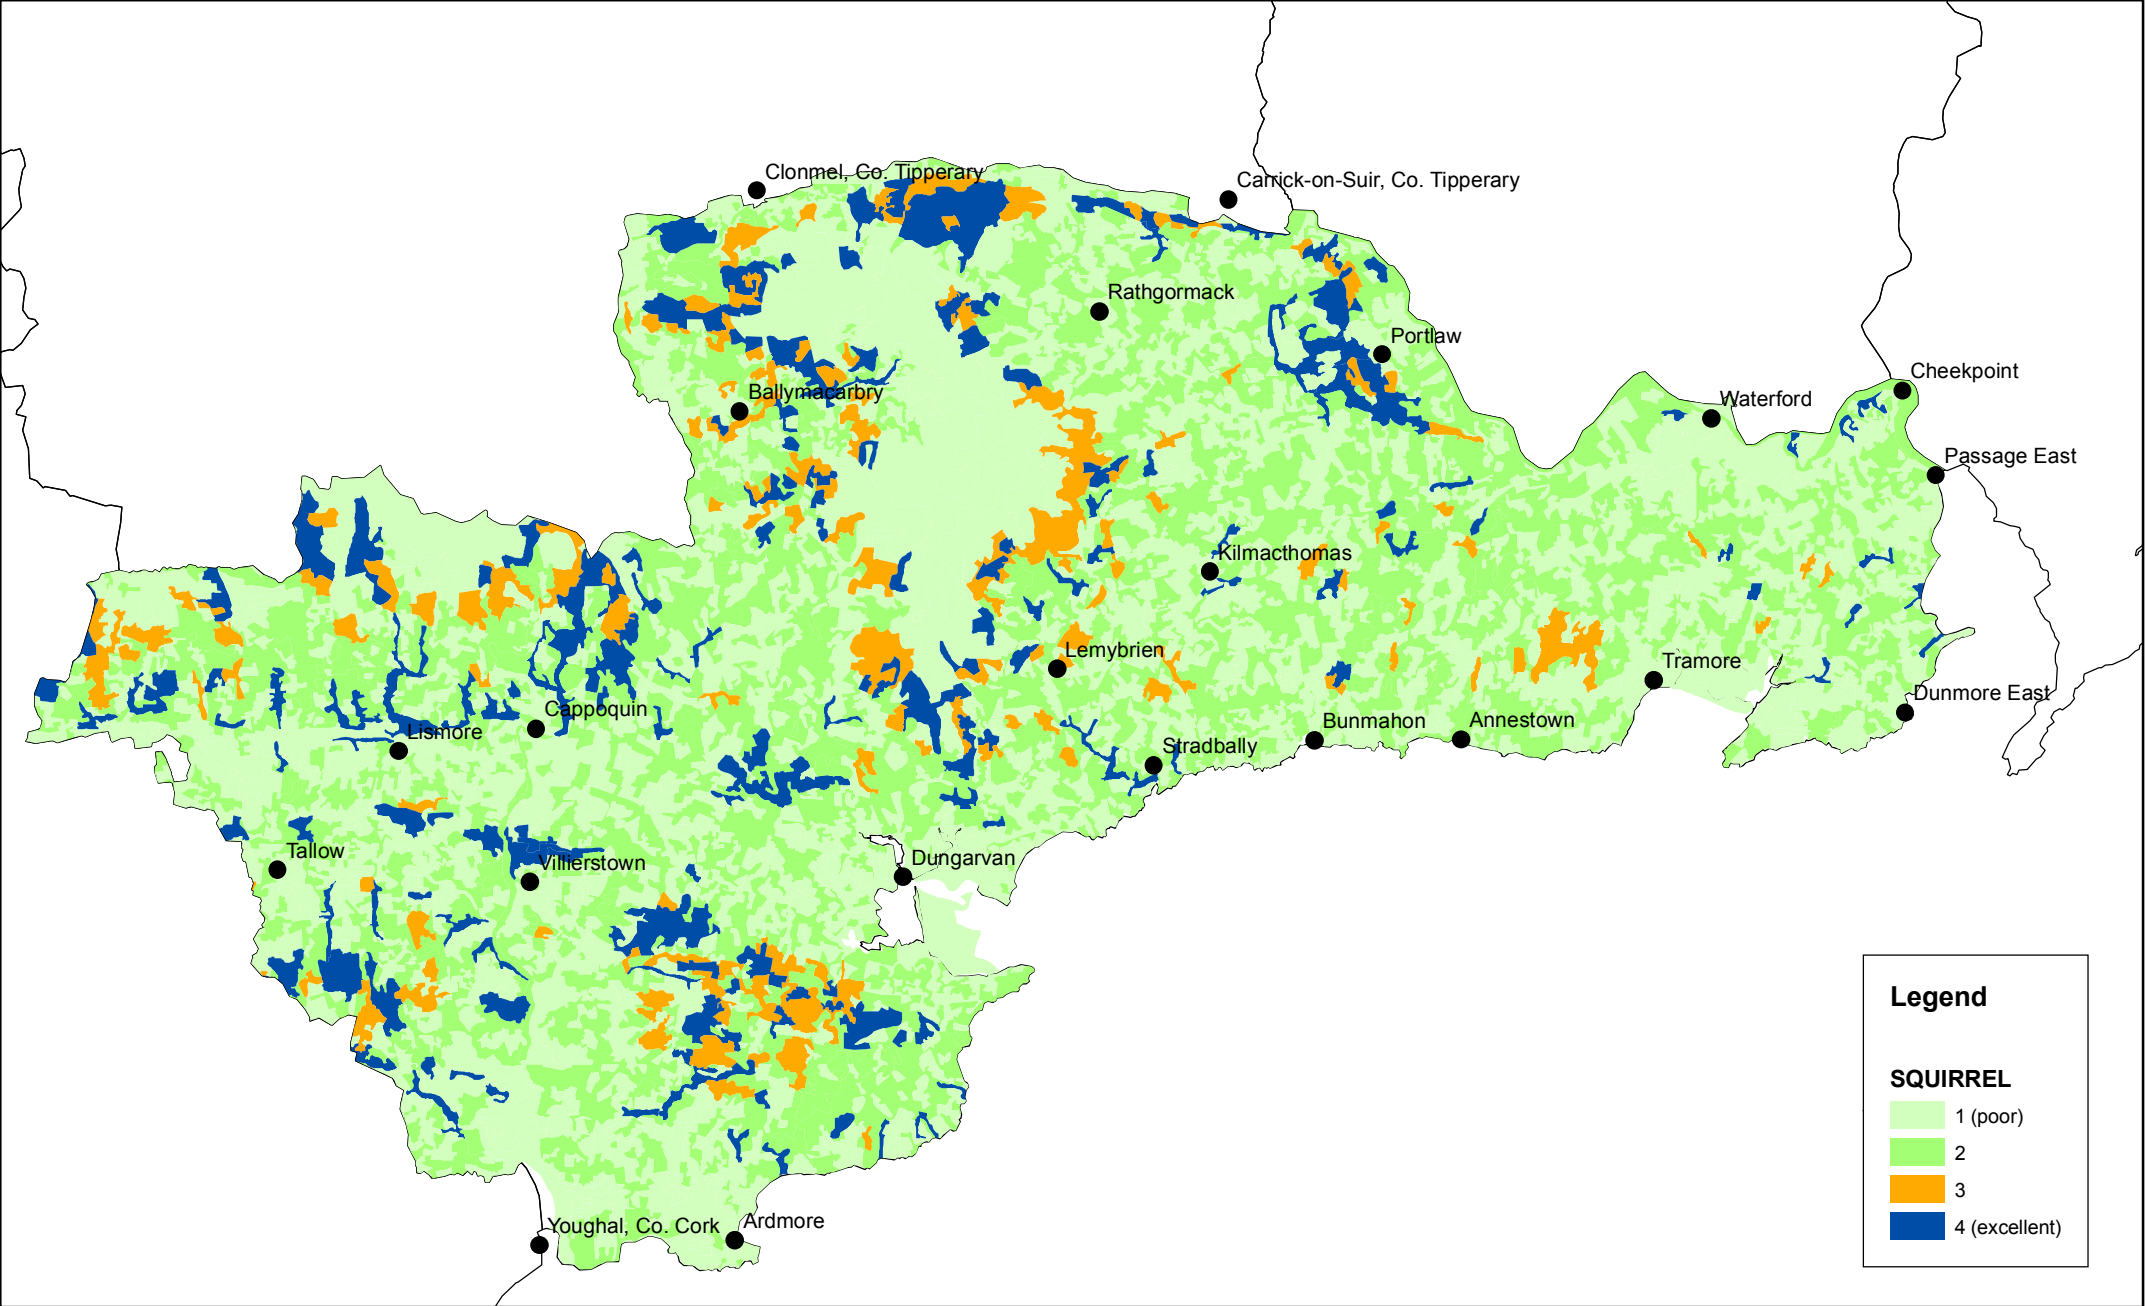 Clonmel, Co. Tipperary
Carrick-on-Suir, Co. Tipperary
Rathgormack
Portlaw
Cheekpoint
Ballymacarbry
Waterford
Passage East
Kilmacthomas
Lemybrien
Tramore
Dunmore East
Cappoquin
Bunmahon
Annestown
Lismore
Stradbally
Tallow
Villierstown
Dungarvan
Youghal, Co. Cork
Ardmore
Legend
SQUIRREL
1 (poor)
2
3
4 (excellent)